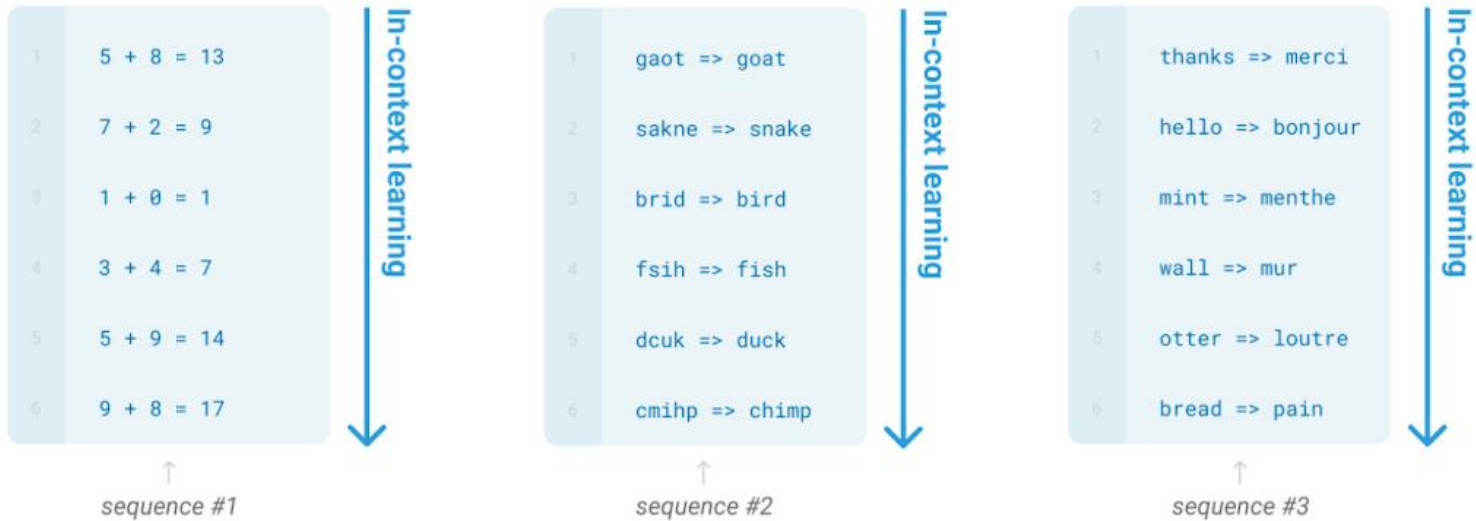 1 5 + 8 = 13
2 7 + 2 = 9
3 1 + 0 = 1
4 3 + 4 = 7
5 5 + 9 = 14
6 9 + 8 = 17
In-context learning
sequence #1
1 gaot => goat
2 sakne => snake
3 brid => bird
4 fsih => fish
5 dcuk => duck
6 cmihp => chimp
In-context learning
sequence #2
1 thanks => merci
2 hello => bonjour
3 mint => menthe
4 wall => mur
5 otter => loutre
6 bread => pain
In-context learning
sequence #3